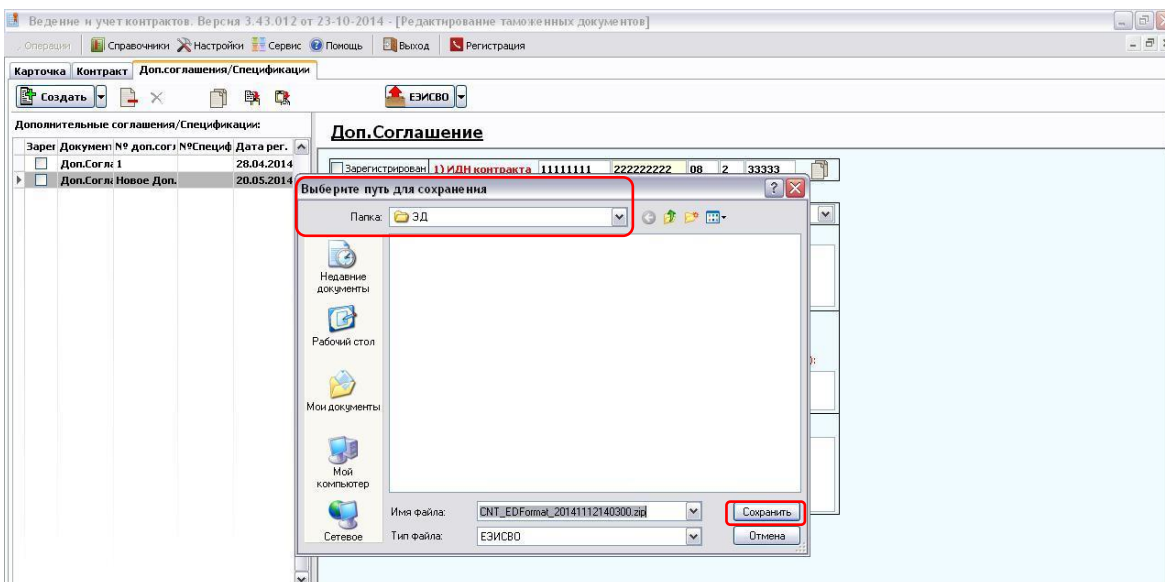 Ведение и учет контрактов. Версия 3.43.012 от 23-10-2014 - [Редактирование таможенных документов]
Операции Справочники Настройки Сервис Помощь Выход Регистрация
Карточка Контракт Доп.соглашения/Спецификации
Создать ЕЭИСВО
Дополнительные соглашения/Спецификации:
Доп.Соглашение
Зарег Документ № доп.согл №Специф Дата рег.
Доп.Согла 1 28.04.2014
Доп.Согла Новое Доп. 20.05.2014
Зарегистрирован 1) ИДН контракта 11111111 222222222 08 2 33333
Выберите путь для сохранения
Папка: ЭД
Недавние документы
Рабочий стол
):
Мои документы
Мой компьютер
Сетевое
Имя файла: CNT_EDFormat_20141112140300.zip Сохранить
Тип файла: ЕЭИСВО Отмена